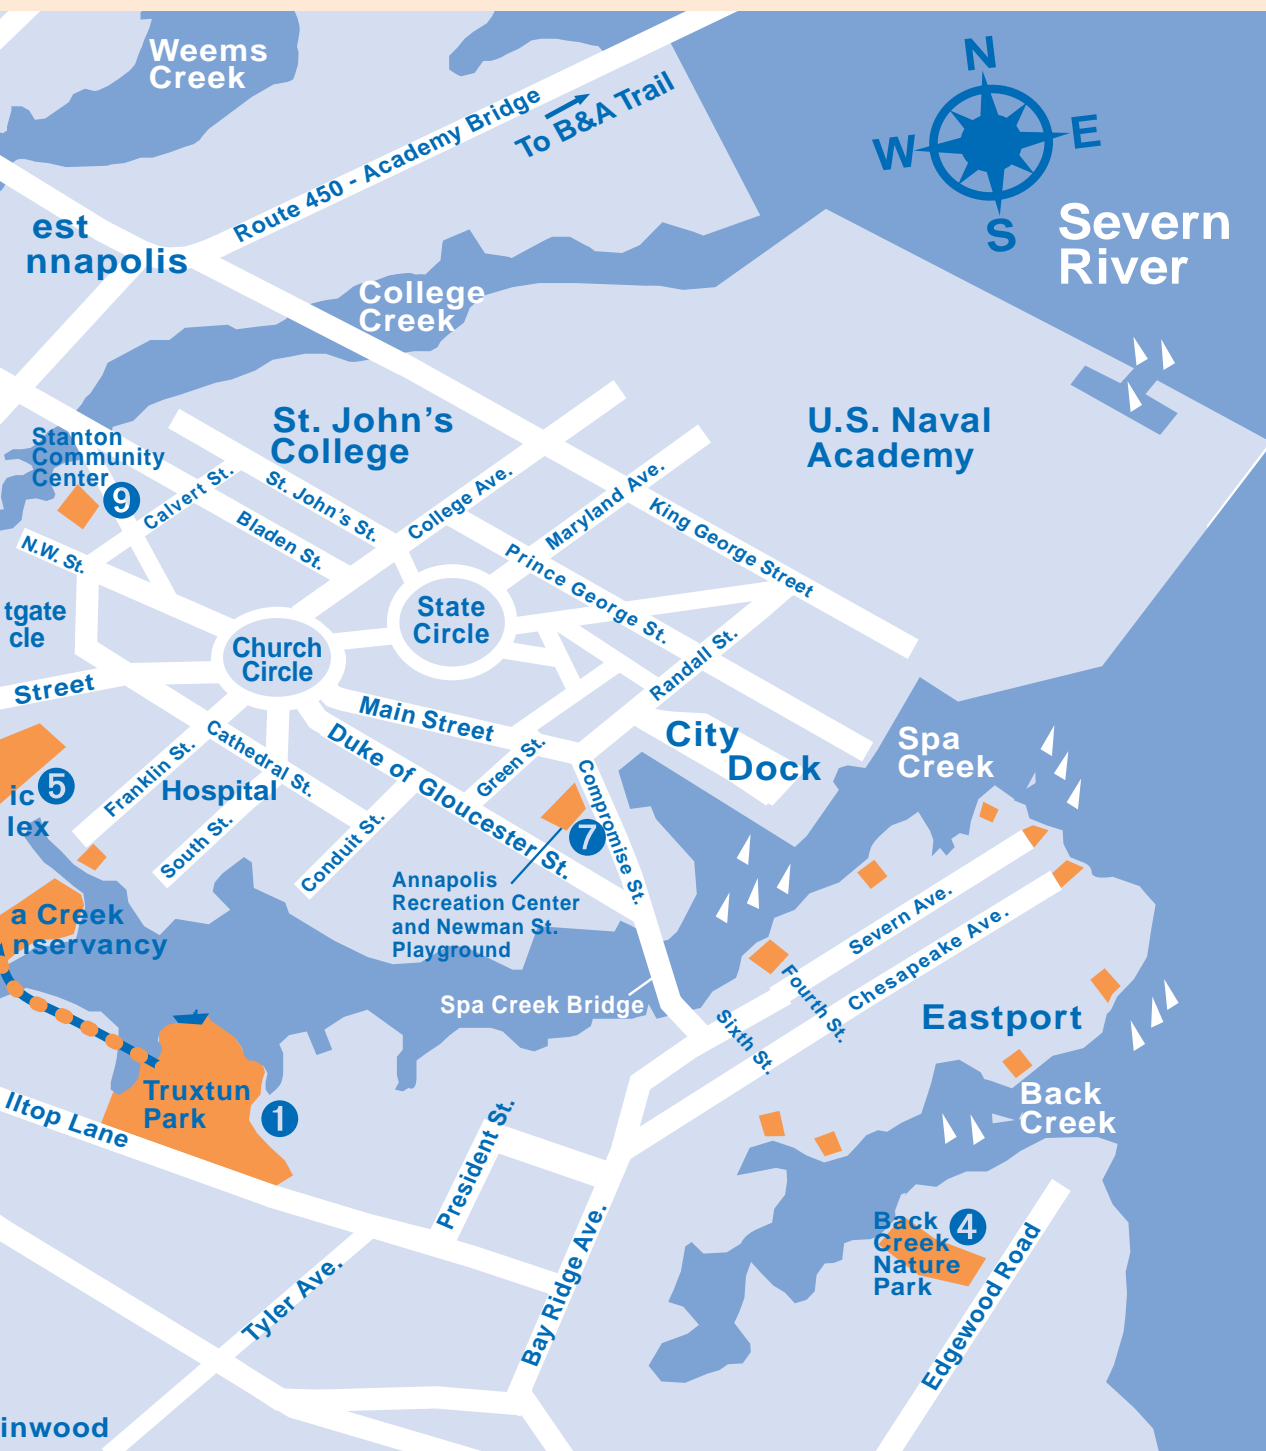 Weems
Creek
N
W
E
S
Route 450 - Academy Bridge
To B&A Trail
Severn
River
est
nnapolis
College
Creek
St. John's
College
U.S. Naval
Academy
Stanton
Community
Center
9
Calvert St.
St. John's St.
Bladen St.
College Ave.
Maryland Ave.
King George Street
Prince George St.
N.W. St.
tgate
cle
State
Circle
Church
Circle
Randall St.
Street
Main Street
City
Dock
Spa
Creek
Franklin St.
Cathedral St.
Duke of Gloucester St.
Green St.
Compromise St.
ic
lex
5
Hospital
South St.
Conduit St.
7
Annapolis
Recreation Center
and Newman St.
Playground
a Creek
nservancy
Severn Ave.
Chesapeake Ave.
Fourth St.
Sixth St.
Spa Creek Bridge
Eastport
Truxtun
Park
1
lltop Lane
President St.
Back
Creek
Back
Creek
Nature
Park
4
Tyler Ave.
Bay Ridge Ave.
Edgewood Road
inwood